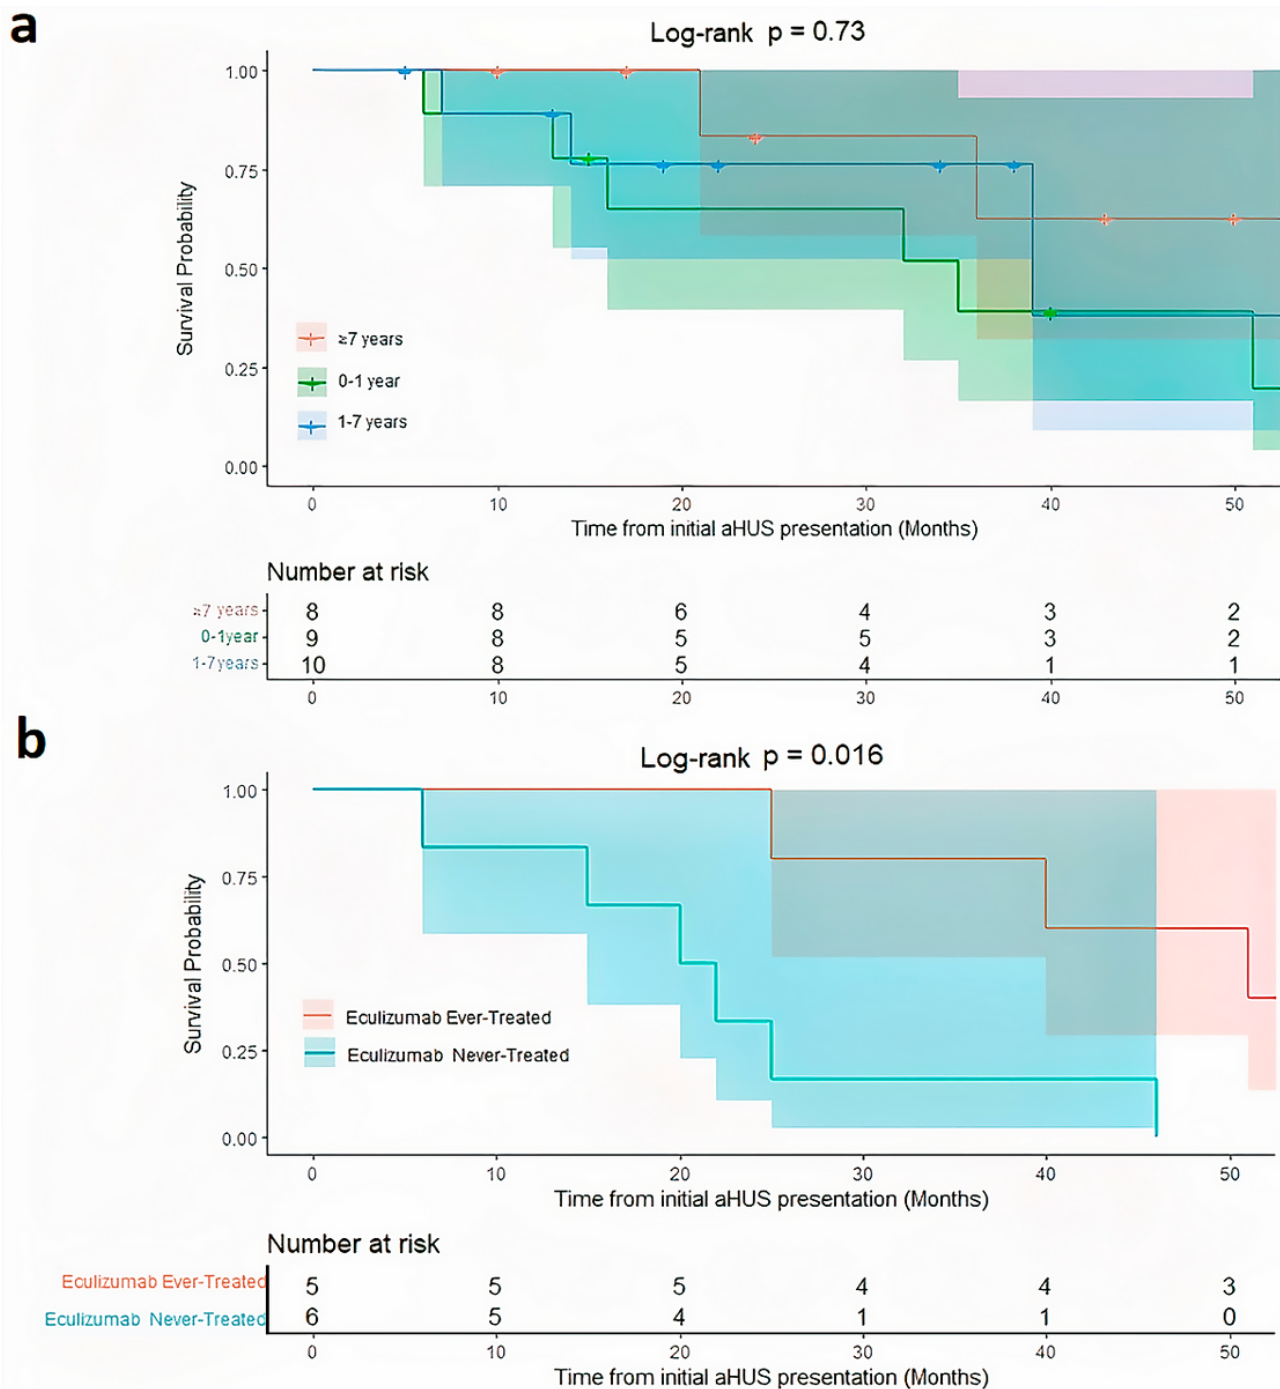 a
Log-rank p = 0.73
1.00
0.75
0.50
0.25
0.00
Survival Probability
≥7 years
0-1 year
1-7 years
0 10 20 30 40 50
Time from initial aHUS presentation (Months)
Number at risk
≥7 years 8 8 6 4 3 2
0-1year 9 8 5 5 3 2
1-7years 10 8 5 4 1 1
0 10 20 30 40 50
b
Log-rank p = 0.016
1.00
0.75
0.50
0.25
0.00
Survival Probability
Eculizumab Ever-Treated
Eculizumab Never-Treated
0 10 20 30 40 50
Time from initial aHUS presentation (Months)
Number at risk
Eculizumab Ever-Treated 5 5 5 4 4 3
Eculizumab Never-Treated 6 5 4 1 1 0
0 10 20 30 40 50
Time from initial aHUS presentation (Months)